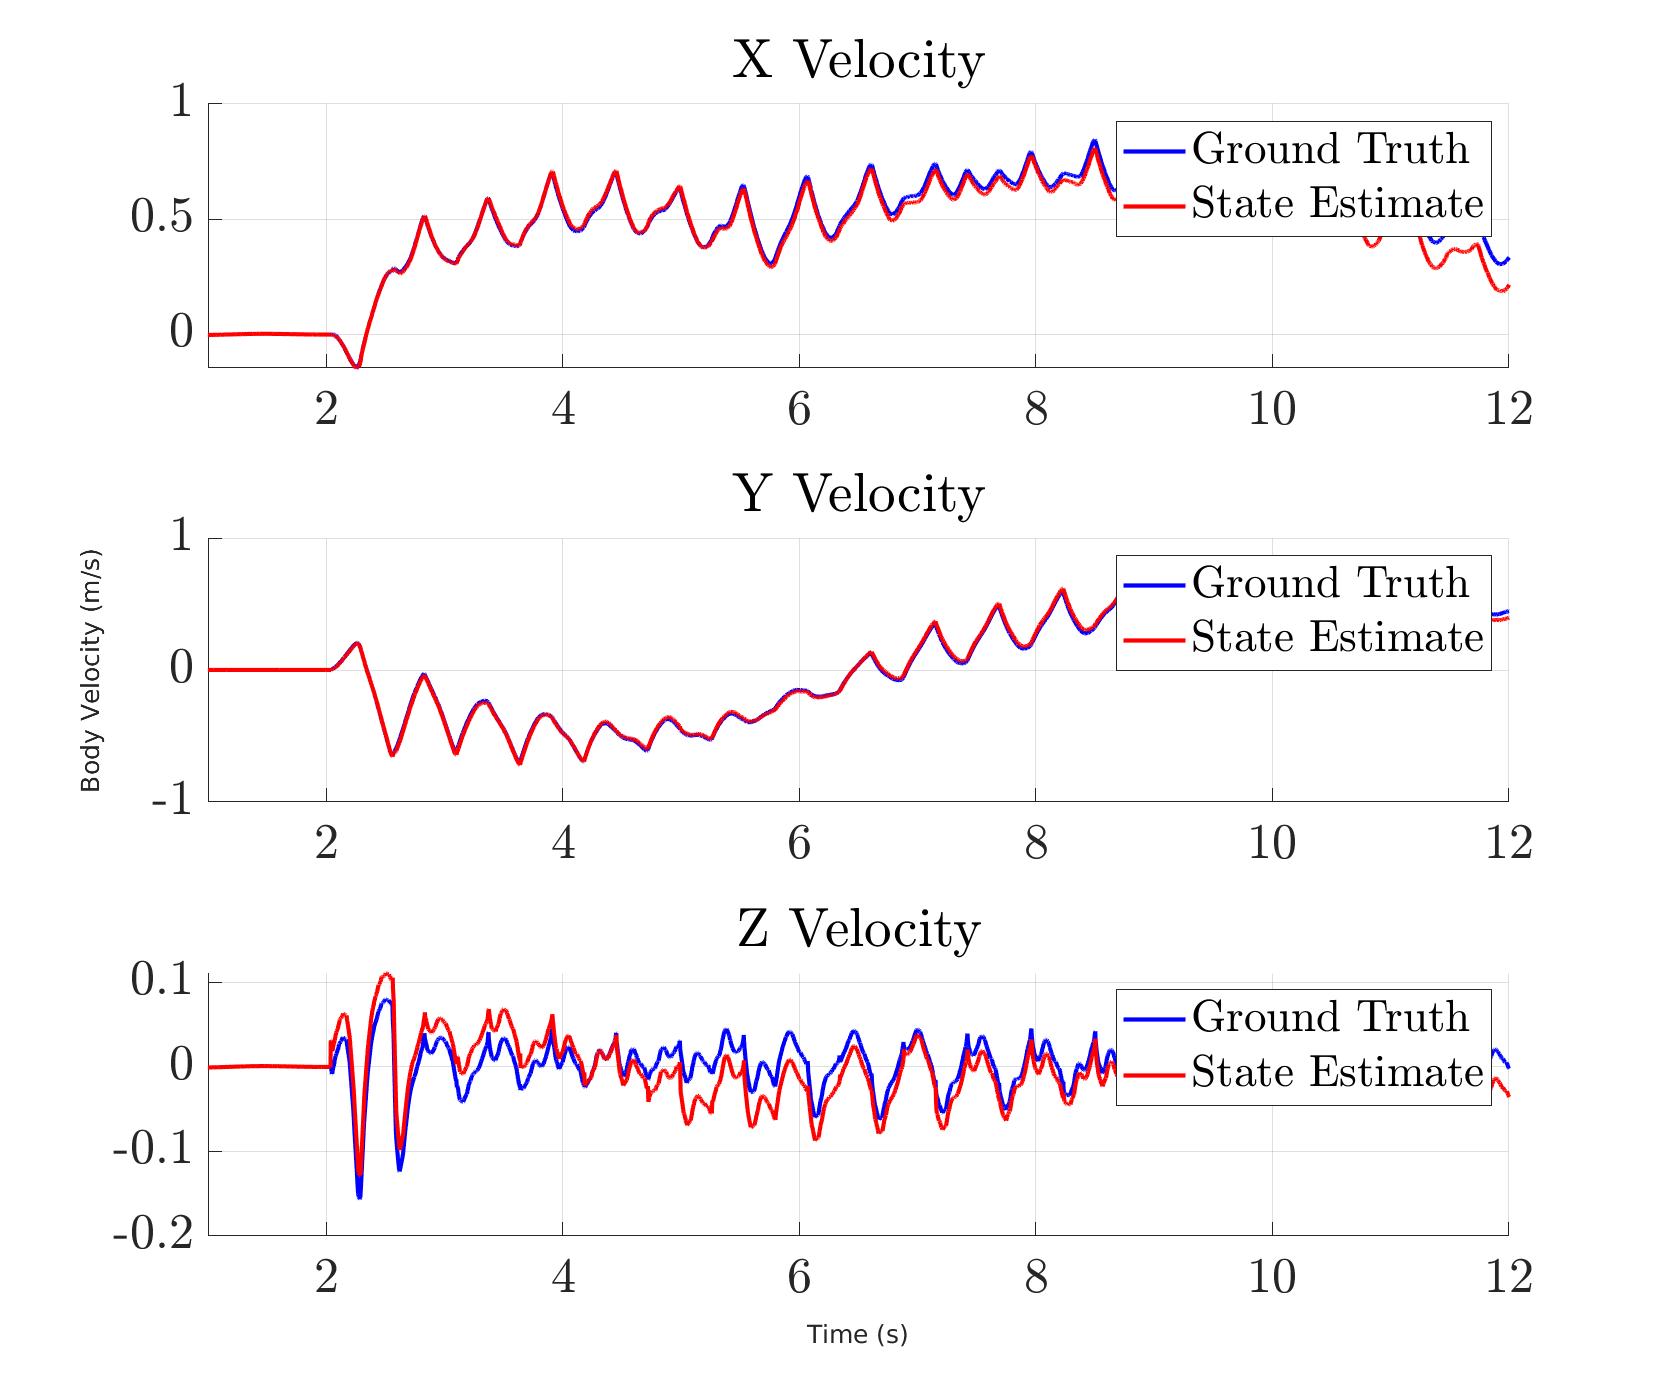 X Velocity
1
0.5
0
2 4 6 8 10 12
Ground Truth
State Estimate
Y Velocity
Body Velocity (m/s)
1
0
-1
2 4 6 8 10 12
Ground Truth
State Estimate
Z Velocity
0.1
0
-0.1
-0.2
2 4 6 8 10 12
Ground Truth
State Estimate
Time (s)